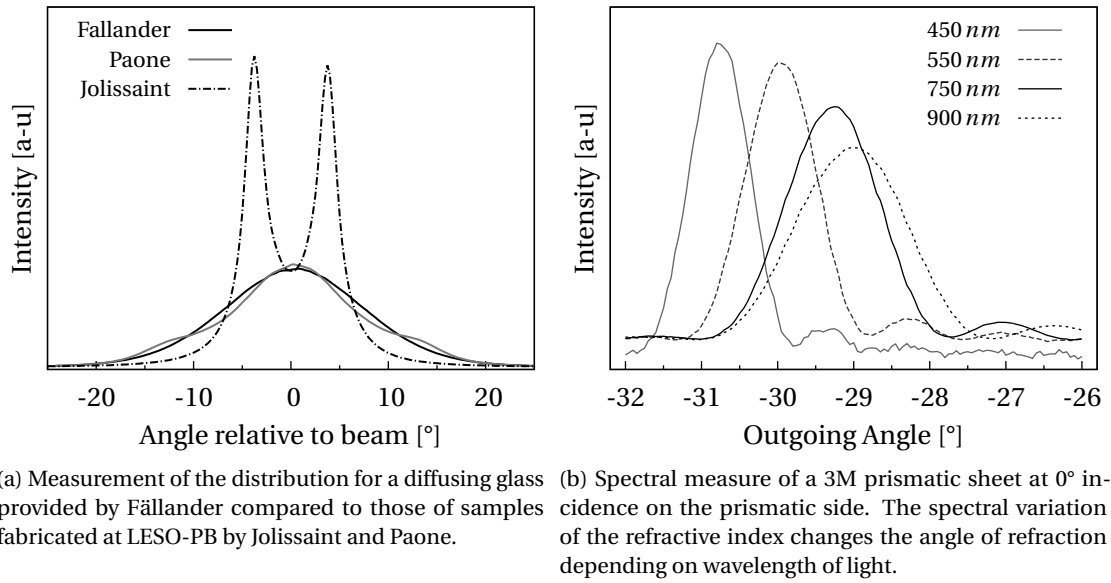 Fallander
Paone
Jolissaint
Intensity [a-u]
-20 -10 0 10 20
Angle relative to beam [°]
450 nm
550 nm
750 nm
900 nm
Intensity [a-u]
-32 -31 -30 -29 -28 -27 -26
Outgoing Angle [°]
(a) Measurement of the distribution for a diffusing glass
provided by Fällander compared to those of samples
fabricated at LESO-PB by Jolissaint and Paone.
(b) Spectral measure of a 3M prismatic sheet at 0° in-
cidence on the prismatic side. The spectral variation
of the refractive index changes the angle of refraction
depending on wavelength of light.